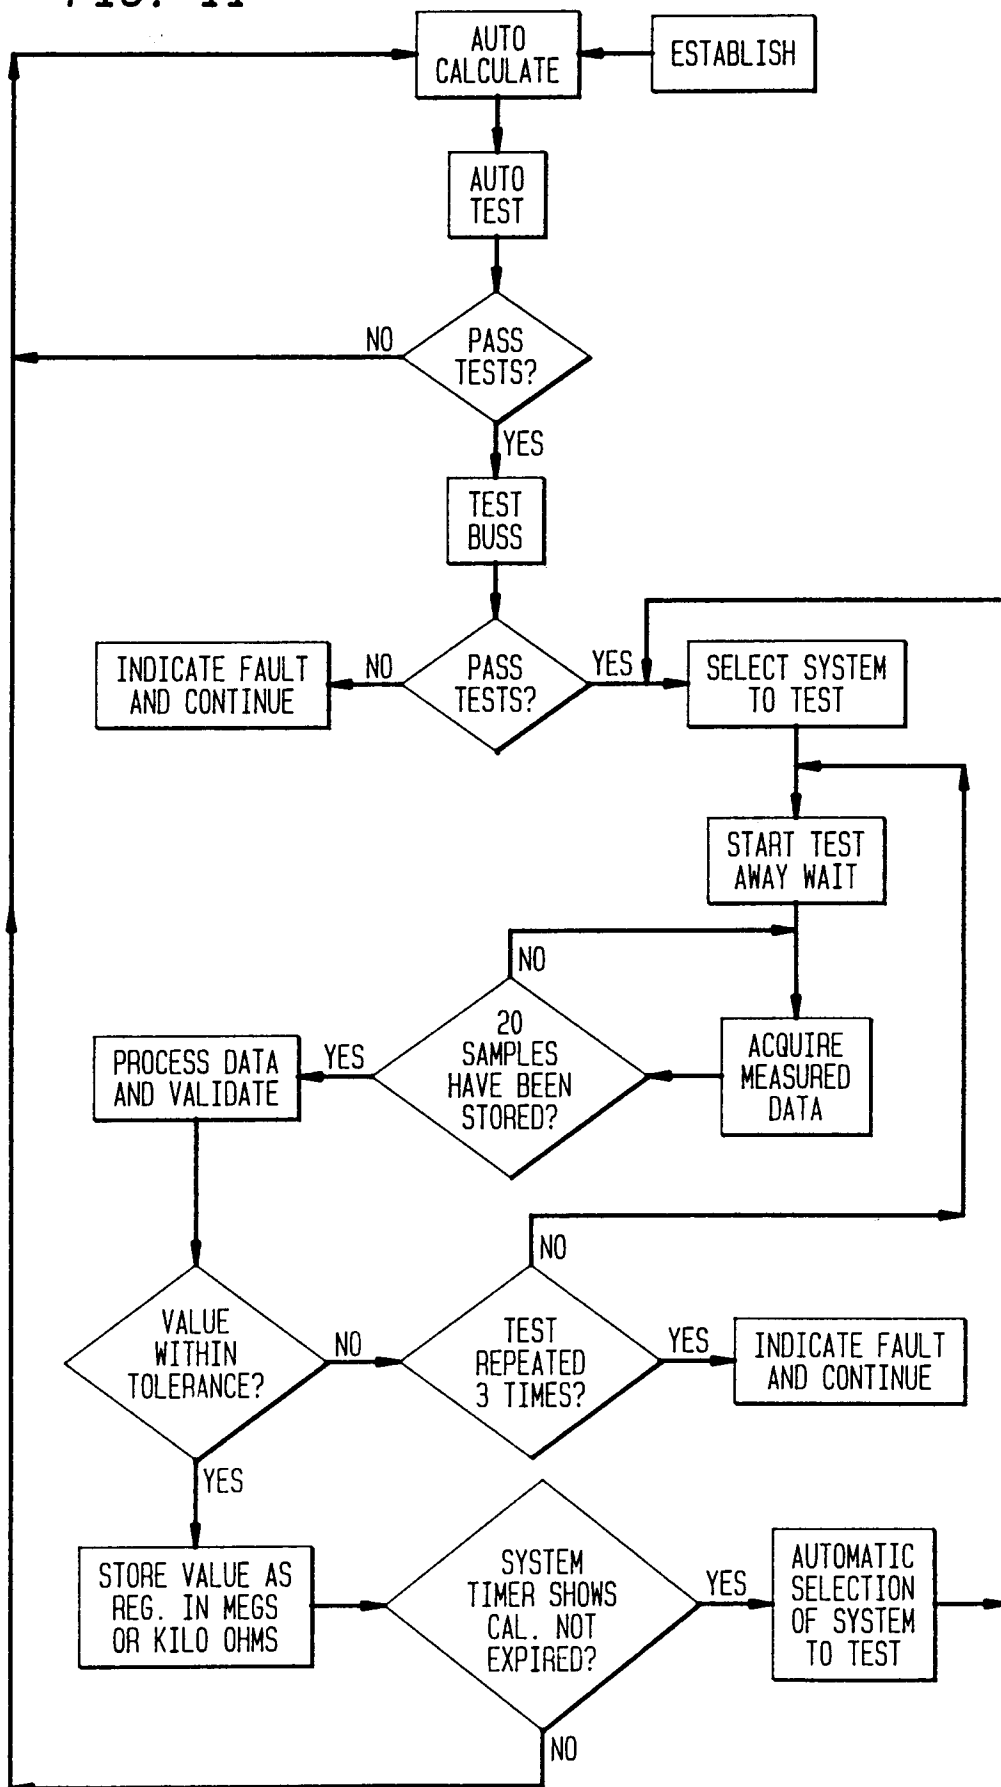 FIG. 11
AUTO
CALCULATE
ESTABLISH
AUTO
TEST
PASS
TESTS?
NO
YES
TEST
BUSS
PASS
TESTS?
NO
INDICATE FAULT
AND CONTINUE
YES
SELECT SYSTEM
TO TEST
START TEST
AWAY WAIT
NO
20
SAMPLES
HAVE BEEN
STORED?
ACQUIRE
MEASURED
DATA
YES
PROCESS DATA
AND VALIDATE
NO
VALUE
WITHIN
TOLERANCE?
NO
TEST
REPEATED
3 TIMES?
YES
INDICATE FAULT
AND CONTINUE
YES
STORE VALUE AS
REG. IN MEGS
OR KILO OHMS
SYSTEM
TIMER SHOWS
CAL. NOT
EXPIRED?
YES
AUTOMATIC
SELECTION
OF SYSTEM
TO TEST
NO